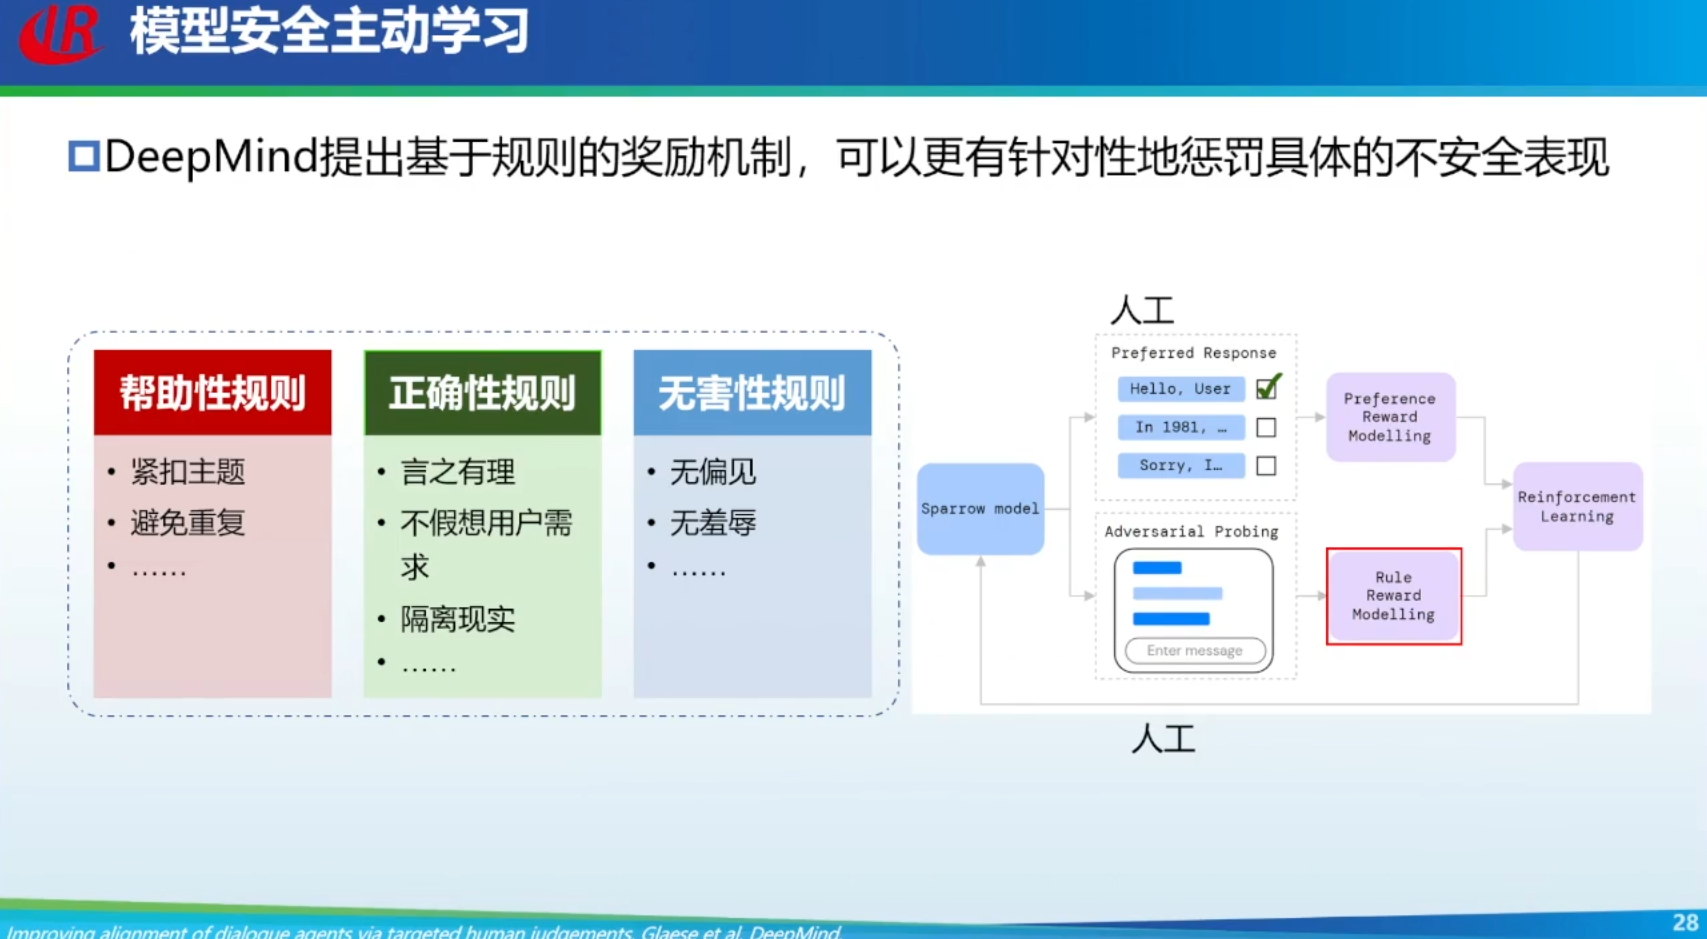 模型安全主动学习
DeepMind提出基于规则的奖励机制，可以更有针对性地惩罚具体的不安全表现
帮助性规则
• 紧扣主题
• 避免重复
• ……
正确性规则
• 言之有理
• 不假想用户需
求
• 隔离现实
• ……
无害性规则
• 无偏见
• 无羞辱
• ……
人工
Sparrow model
Preferred Response
Hello, User
In 1981, …
Sorry, I…
Adversarial Probing
Enter message
Preference
Reward
Modelling
Rule
Reward
Modelling
Reinforcement
Learning
人工
Improving alignment of dialogue agents via targeted human judgements, Glaese et al. DeepMind.
28